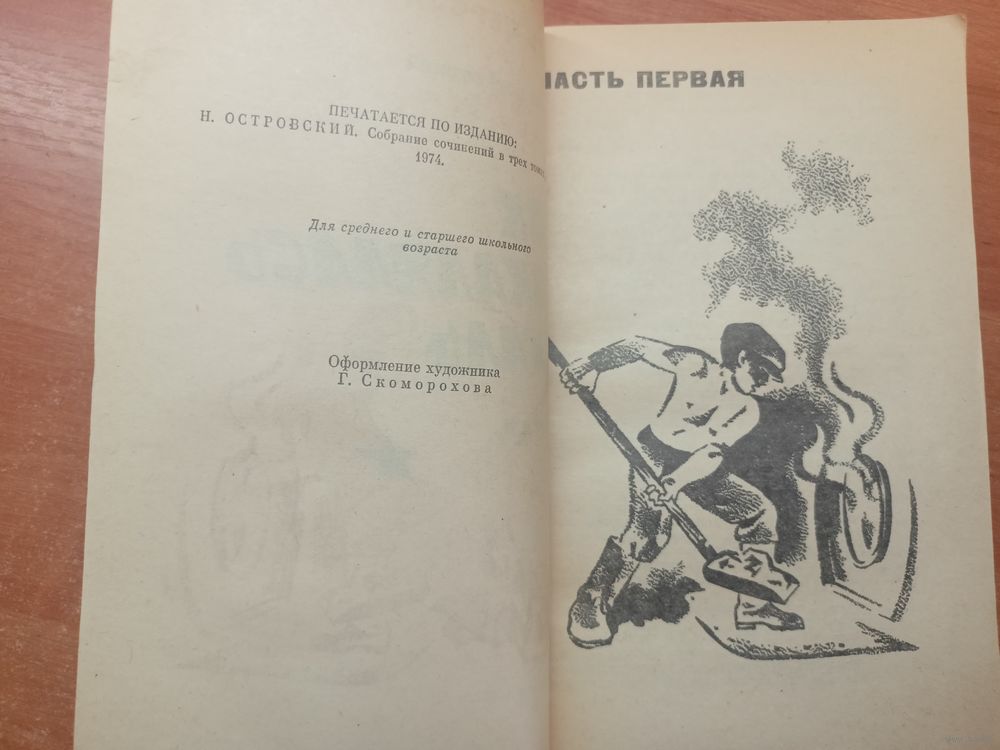 ПЕЧАТАЕТСЯ ПО ИЗДАНИЮ:
Н. ОСТРОВСКИЙ. Собрание сочинений в трех
1974.
Для среднего и старшего школьного
возраста
Оформление художника
Г. Скоморохова
ЧАСТЬ ПЕРВАЯ